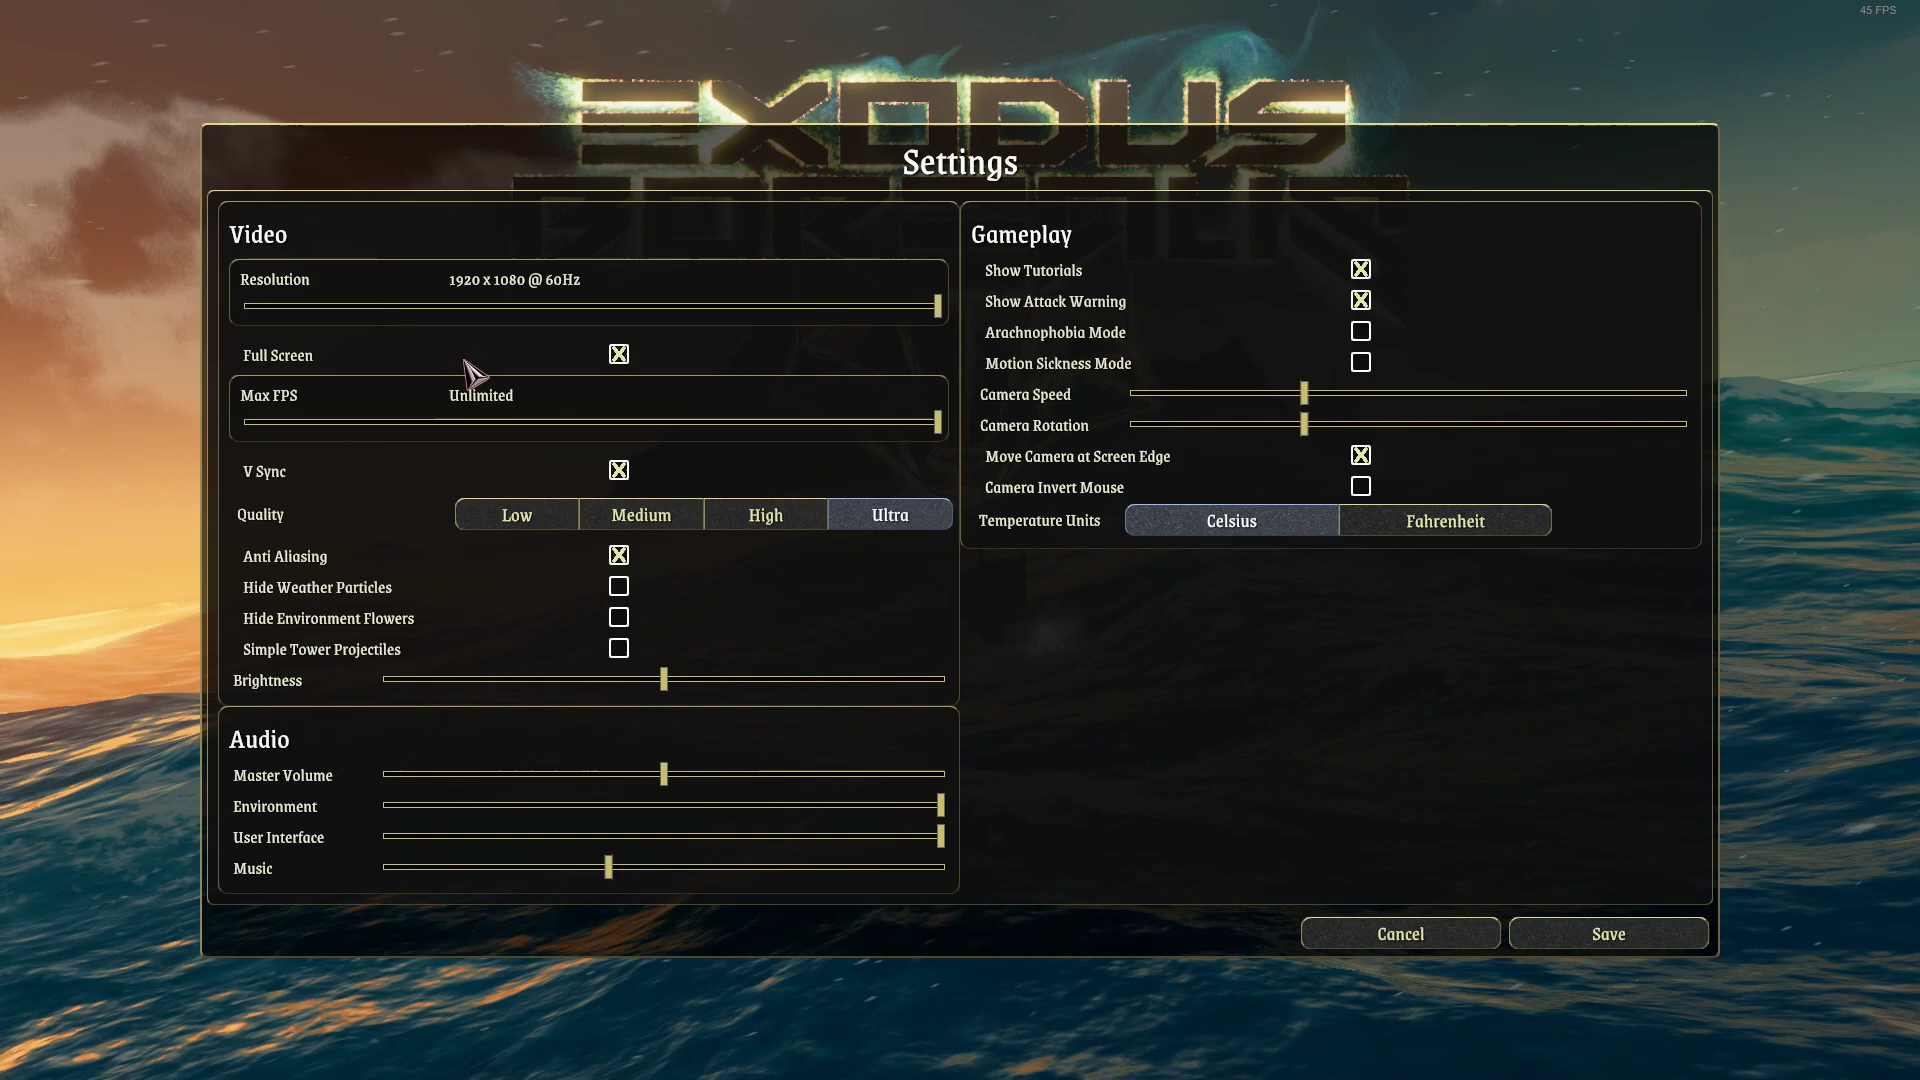 45 FPS
EXODUS
Settings
Video
Resolution 1920 x 1080 @ 60Hz
Full Screen
Max FPS Unlimited
V Sync
Quality Low Medium High Ultra
Anti Aliasing
Hide Weather Particles
Hide Environment Flowers
Simple Tower Projectiles
Brightness
Audio
Master Volume
Environment
User Interface
Music
Gameplay
Show Tutorials
Show Attack Warning
Arachnophobia Mode
Motion Sickness Mode
Camera Speed
Camera Rotation
Move Camera at Screen Edge
Camera Invert Mouse
Temperature Units Celsius Fahrenheit
Cancel Save